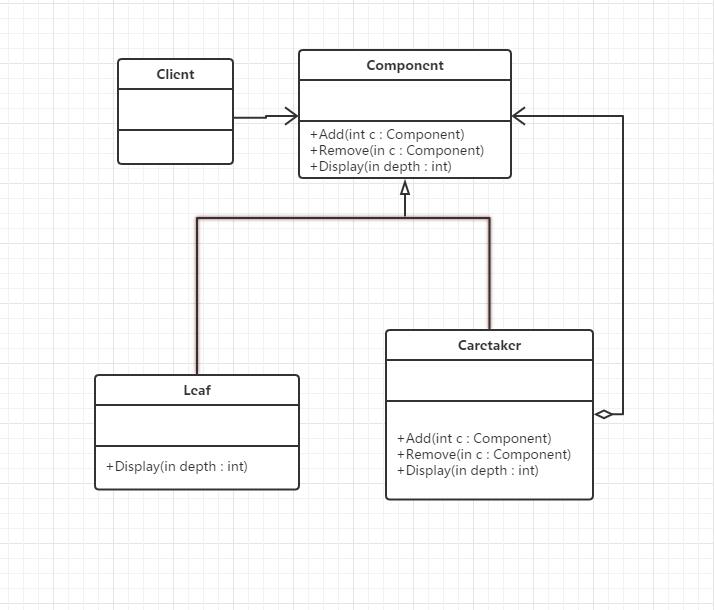 Client
Component
+Add(int c : Component)
+Remove(in c : Component)
+Display(in depth : int)
Leaf
+Display(in depth : int)
Caretaker
+Add(int c : Component)
+Remove(in c : Component)
+Display(in depth : int)